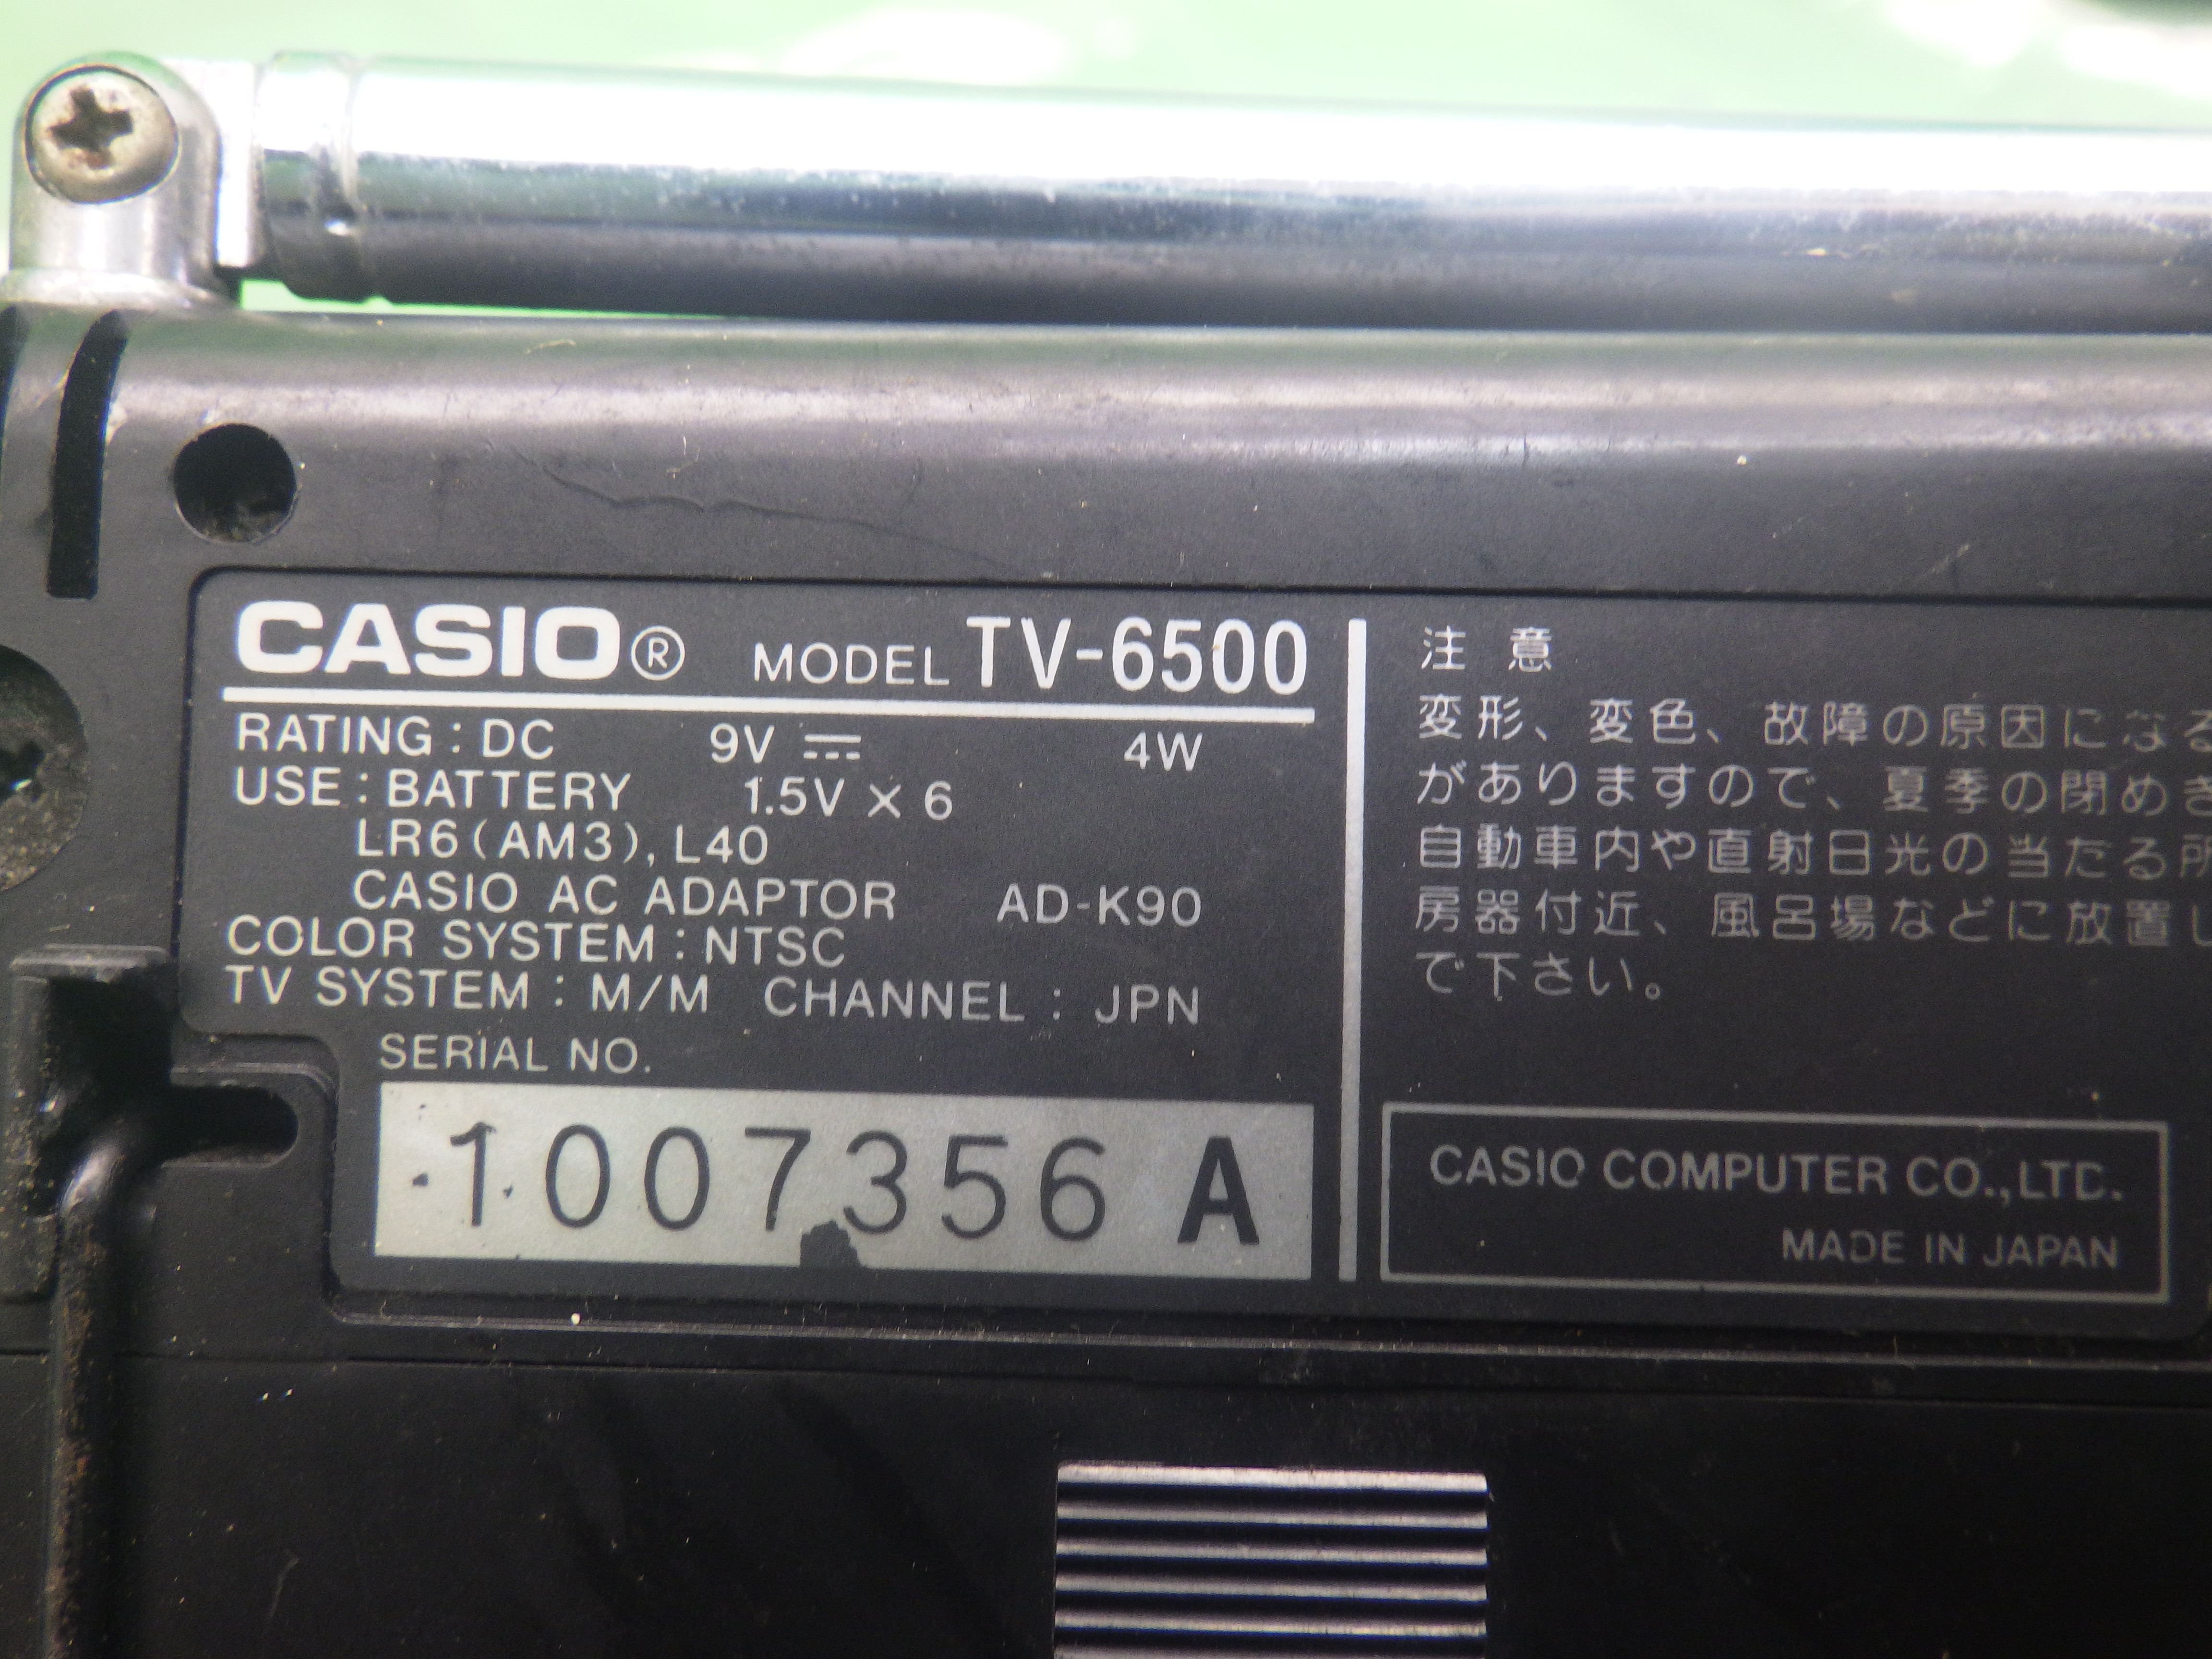 CASIO® MODEL TV-6500
RATING : DC 9V ⎓ 4W
USE : BATTERY 1.5V × 6
LR6(AM3), L40
CASIO AC ADAPTOR AD-K90
COLOR SYSTEM : NTSC
TV SYSTEM : M/M CHANNEL : JPN
SERIAL NO.
1007356 A
注 意
変形、変色、故障の原因になる
がありますので、夏季の閉めき
自動車内や直射日光の当たる所
房器付近、風呂場などに放置し
で下さい。
CASIO COMPUTER CO.,LTD.
MADE IN JAPAN